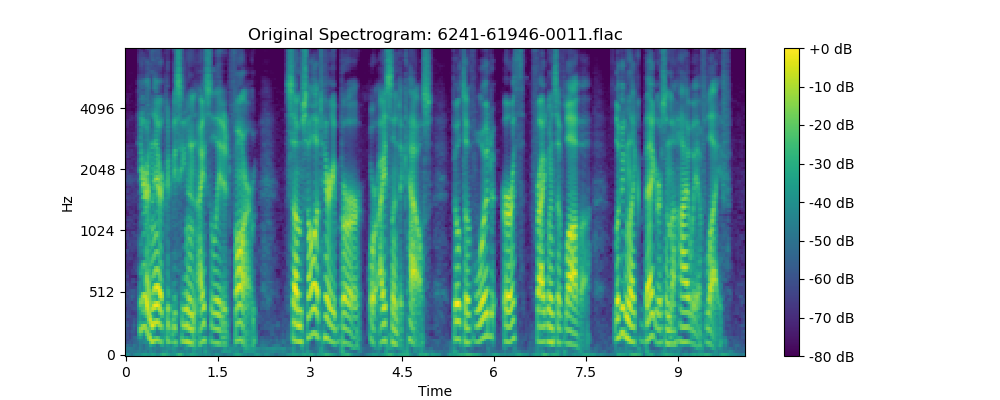 Original Spectrogram: 6241-61946-0011.flac
Hz
4096
2048
1024
512
0
0 1.5 3 4.5 6 7.5 9
Time
+0 dB
-10 dB
-20 dB
-30 dB
-40 dB
-50 dB
-60 dB
-70 dB
-80 dB